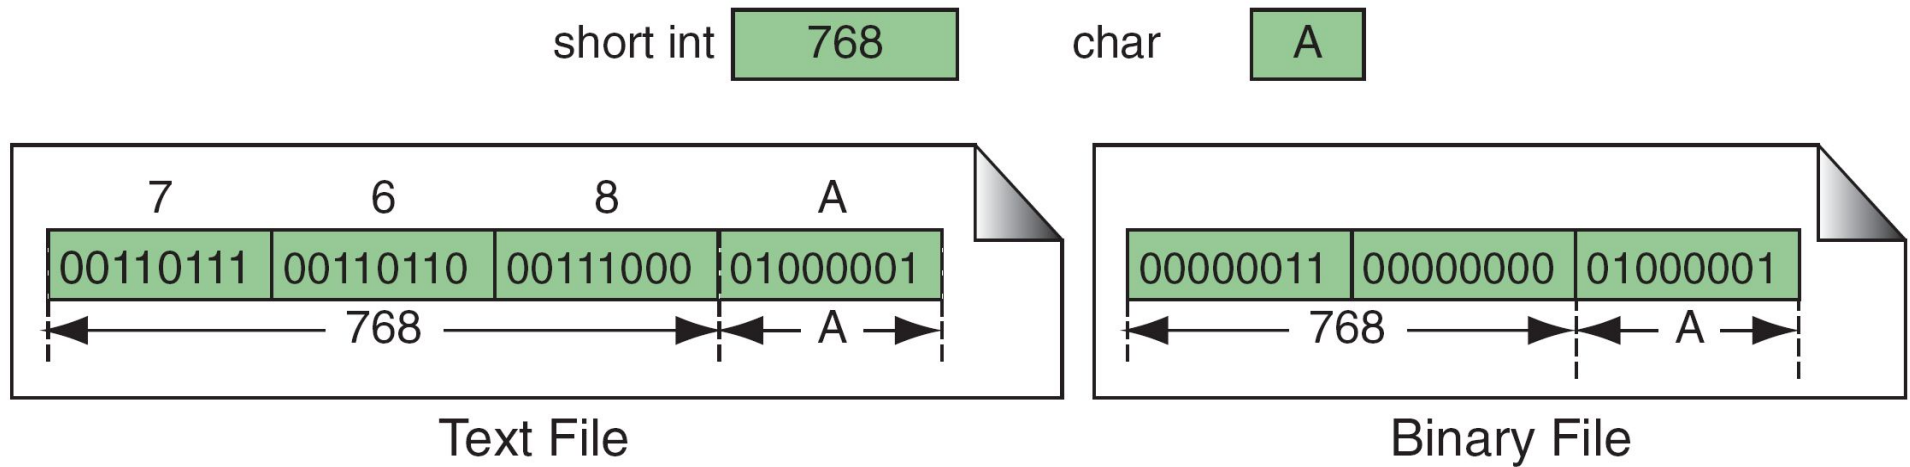 short int 768 char A
7 6 8 A
00110111 00110110 00111000 01000001
768 A
Text File
00000011 00000000 01000001
768 A
Binary File